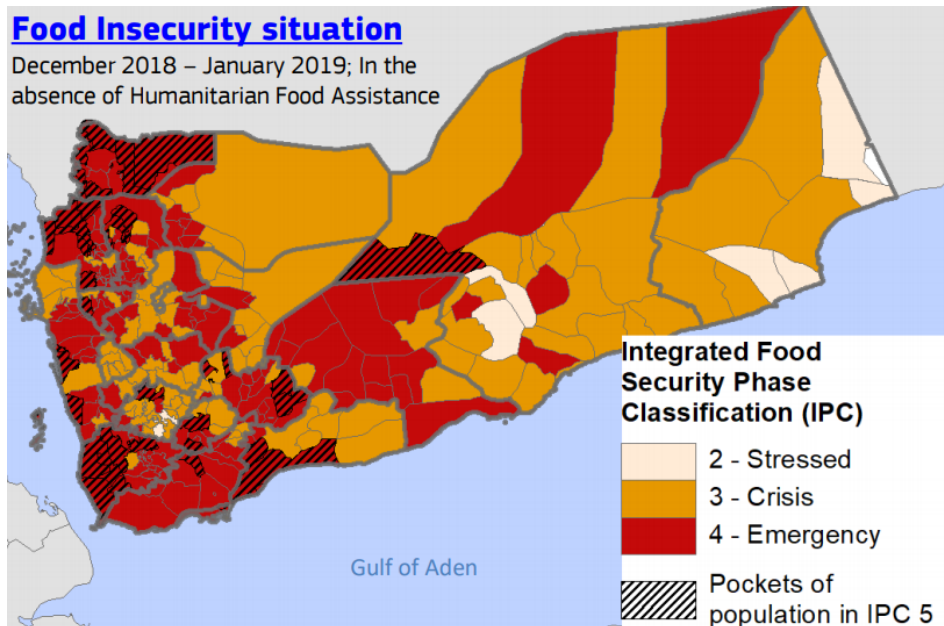 Food Insecurity situation
December 2018 – January 2019; In the
absence of Humanitarian Food Assistance
Integrated Food
Security Phase
Classification (IPC)
2 - Stressed
3 - Crisis
4 - Emergency
Pockets of
population in IPC 5
Gulf of Aden